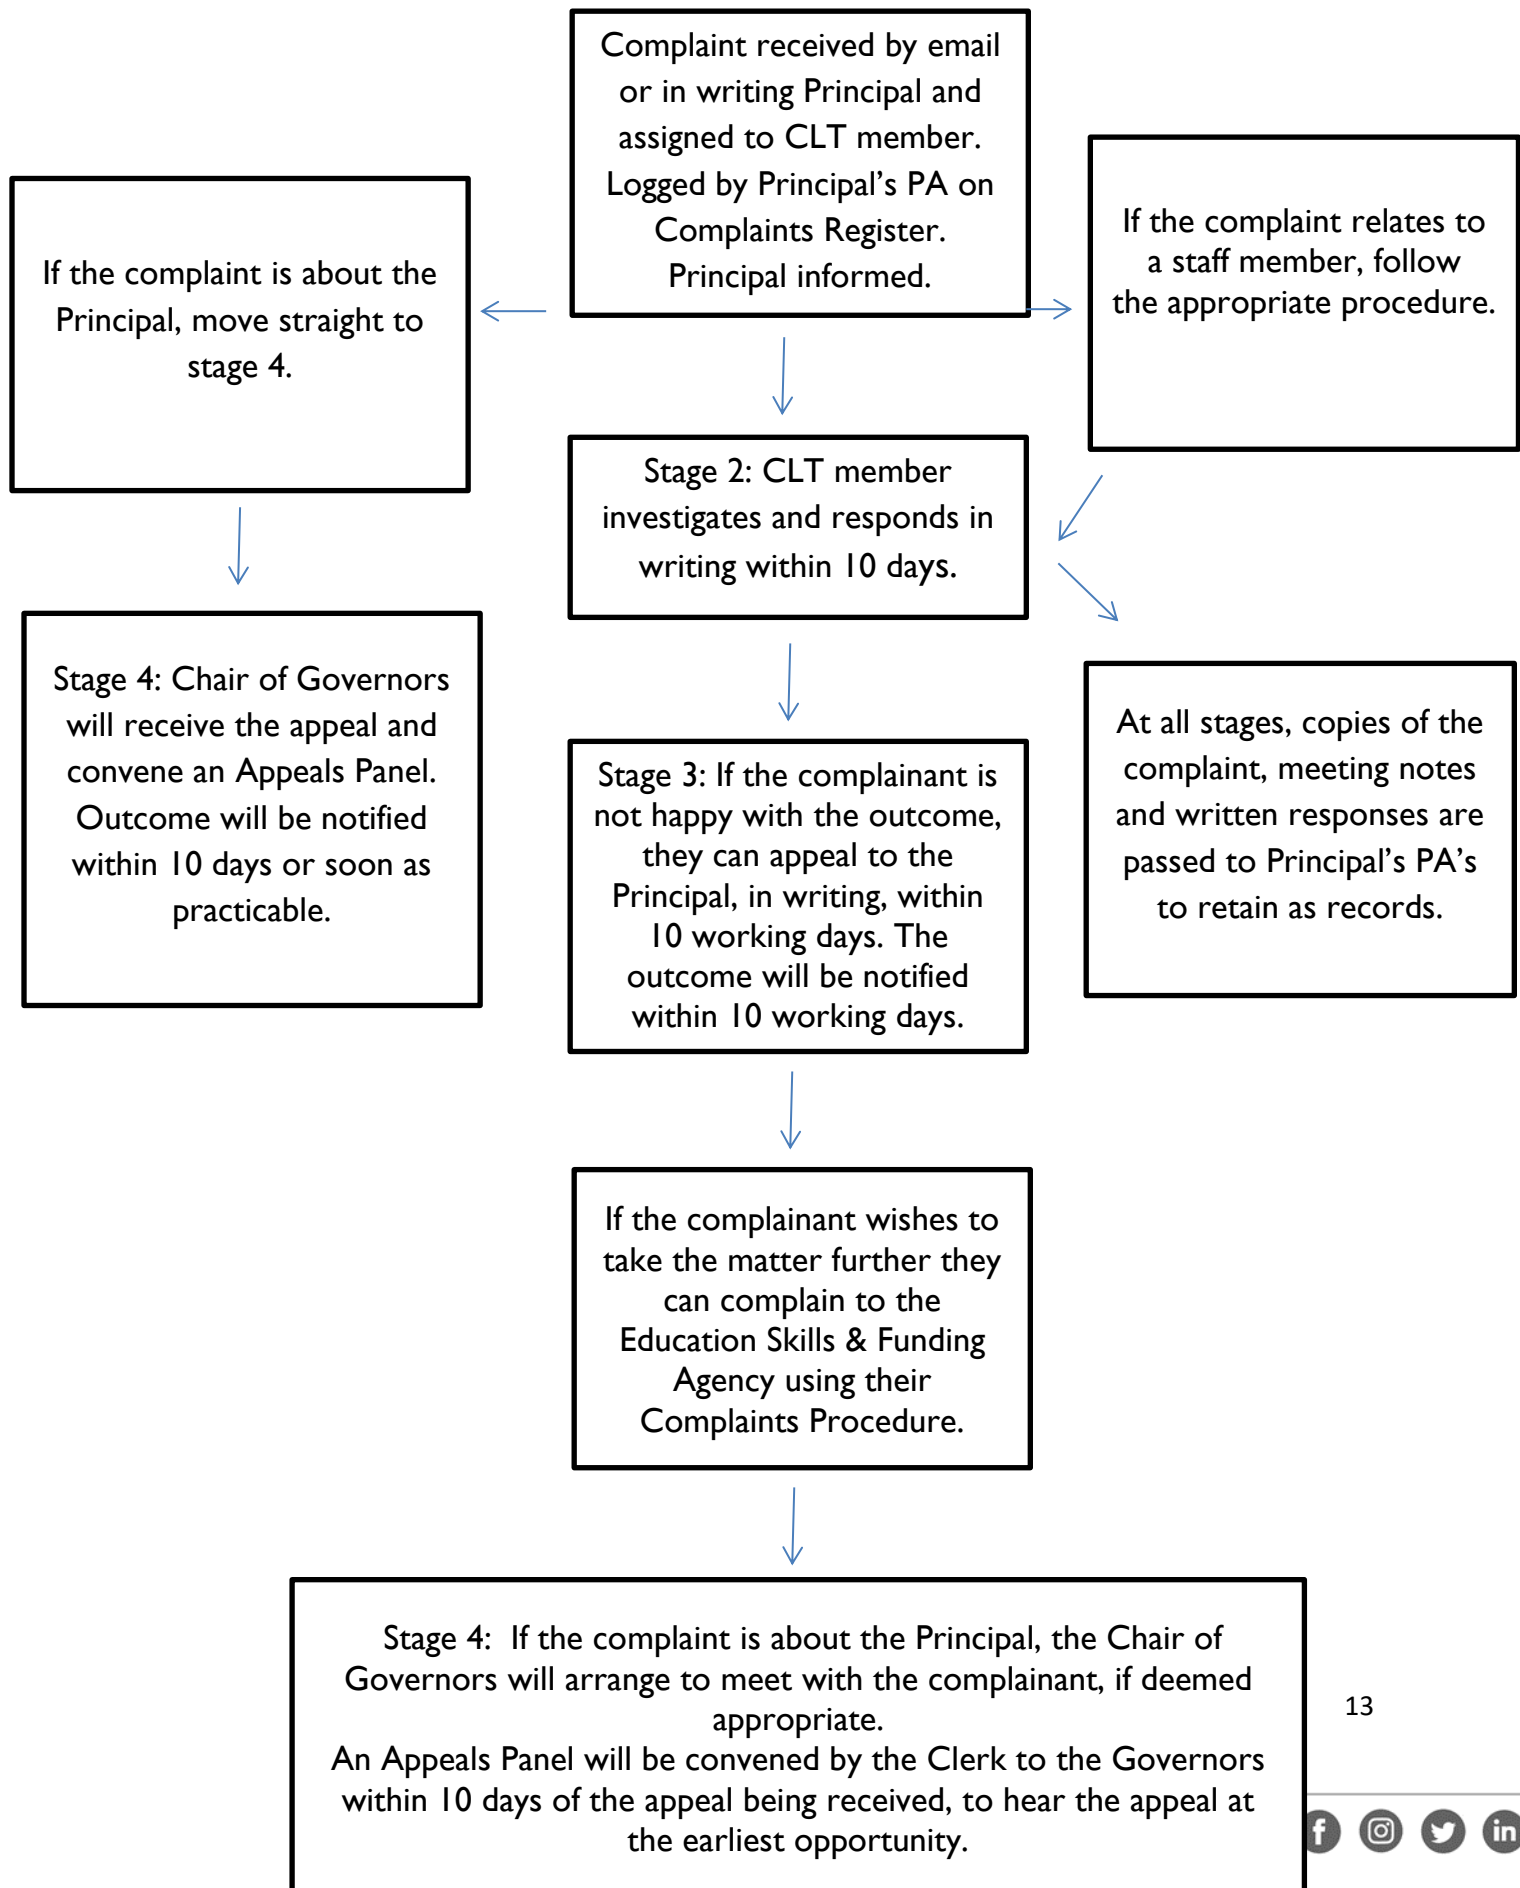 Complaint received by email
or in writing Principal and
assigned to CLT member.
Logged by Principal’s PA on
Complaints Register.
Principal informed.
If the complaint is about the
Principal, move straight to
stage 4.
If the complaint relates to
a staff member, follow
the appropriate procedure.
Stage 2: CLT member
investigates and responds in
writing within 10 days.
Stage 4: Chair of Governors
will receive the appeal and
convene an Appeals Panel.
Outcome will be notified
within 10 days or soon as
practicable.
Stage 3: If the complainant is
not happy with the outcome,
they can appeal to the
Principal, in writing, within
10 working days. The
outcome will be notified
within 10 working days.
At all stages, copies of the
complaint, meeting notes
and written responses are
passed to Principal’s PA’s
to retain as records.
If the complainant wishes to
take the matter further they
can complain to the
Education Skills & Funding
Agency using their
Complaints Procedure.
Stage 4: If the complaint is about the Principal, the Chair of
Governors will arrange to meet with the complainant, if deemed
appropriate.
An Appeals Panel will be convened by the Clerk to the Governors
within 10 days of the appeal being received, to hear the appeal at
the earliest opportunity.
13